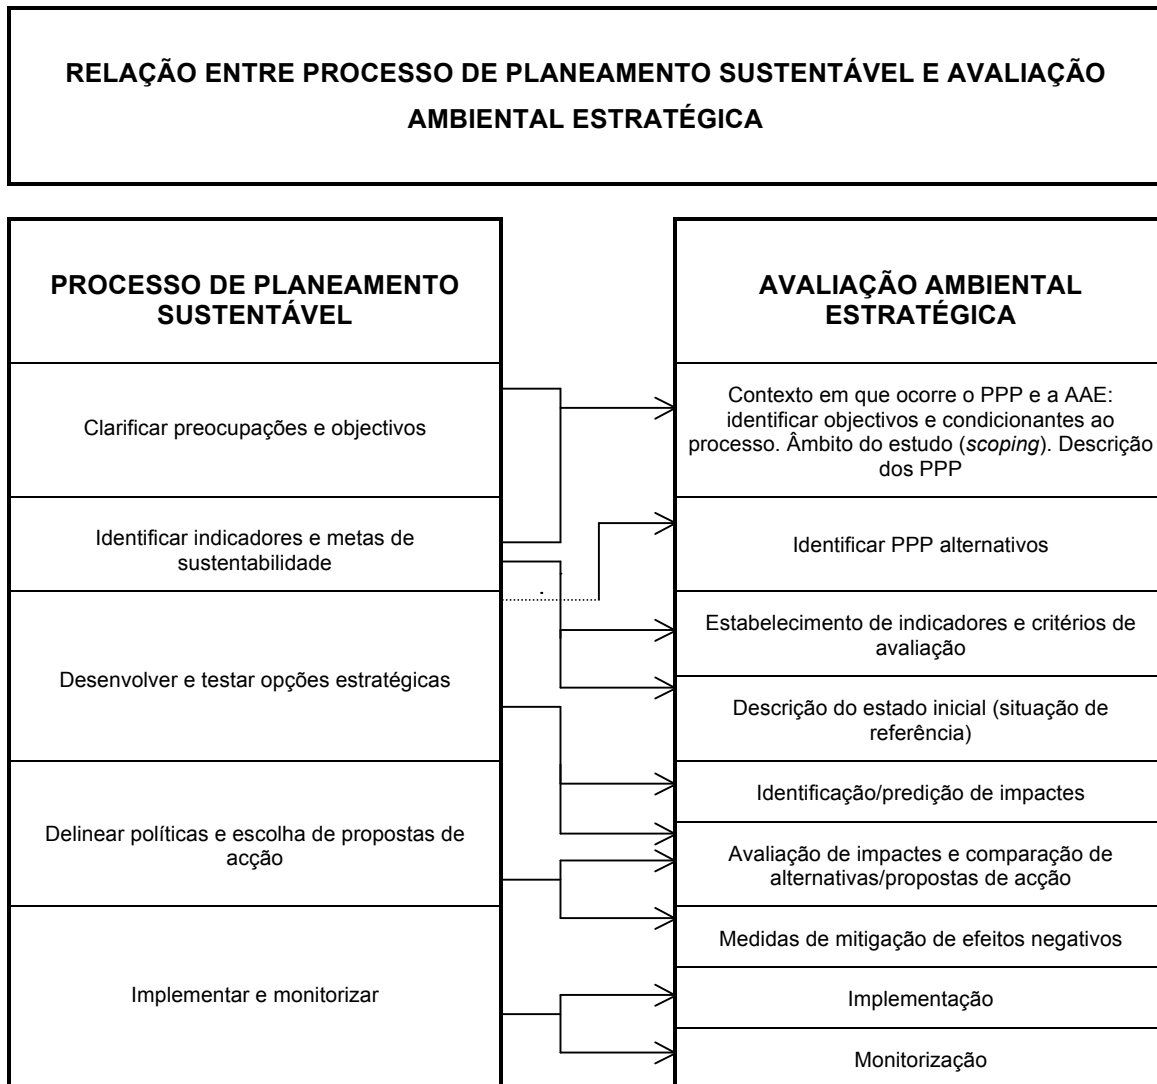 RELAÇÃO ENTRE PROCESSO DE PLANEAMENTO SUSTENTÁVEL E AVALIAÇÃO
AMBIENTAL ESTRATÉGICA
PROCESSO DE PLANEAMENTO
SUSTENTÁVEL
Clarificar preocupações e objectivos
Identificar indicadores e metas de
sustentabilidade
Desenvolver e testar opções estratégicas
Delinear políticas e escolha de propostas de
acção
Implementar e monitorizar
AVALIAÇÃO AMBIENTAL
ESTRATÉGICA
Contexto em que ocorre o PPP e a AAE:
identificar objectivos e condicionantes ao
processo. Âmbito do estudo (scoping). Descrição
dos PPP
Identificar PPP alternativos
Estabelecimento de indicadores e critérios de
avaliação
Descrição do estado inicial (situação de
referência)
Identificação/predição de impactes
Avaliação de impactes e comparação de
alternativas/propostas de acção
Medidas de mitigação de efeitos negativos
Implementação
Monitorização